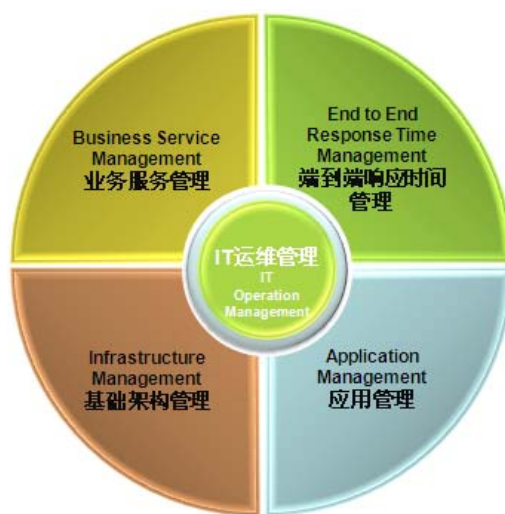 Business Service
Management
业务服务管理
End to End
Response Time
Management
端到端响应时间
管理
IT运维管理
IT
Operation
Management
Infrastructure
Management
基础架构管理
Application
Management
应用管理